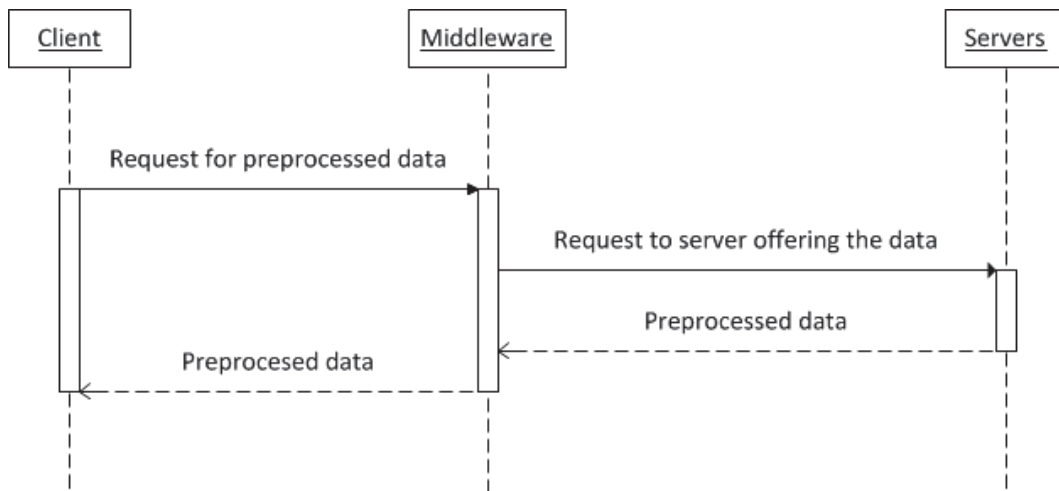 Client
Middleware
Servers
Request for preprocessed data
Request to server offering the data
Preprocessed data
Preprocesed data